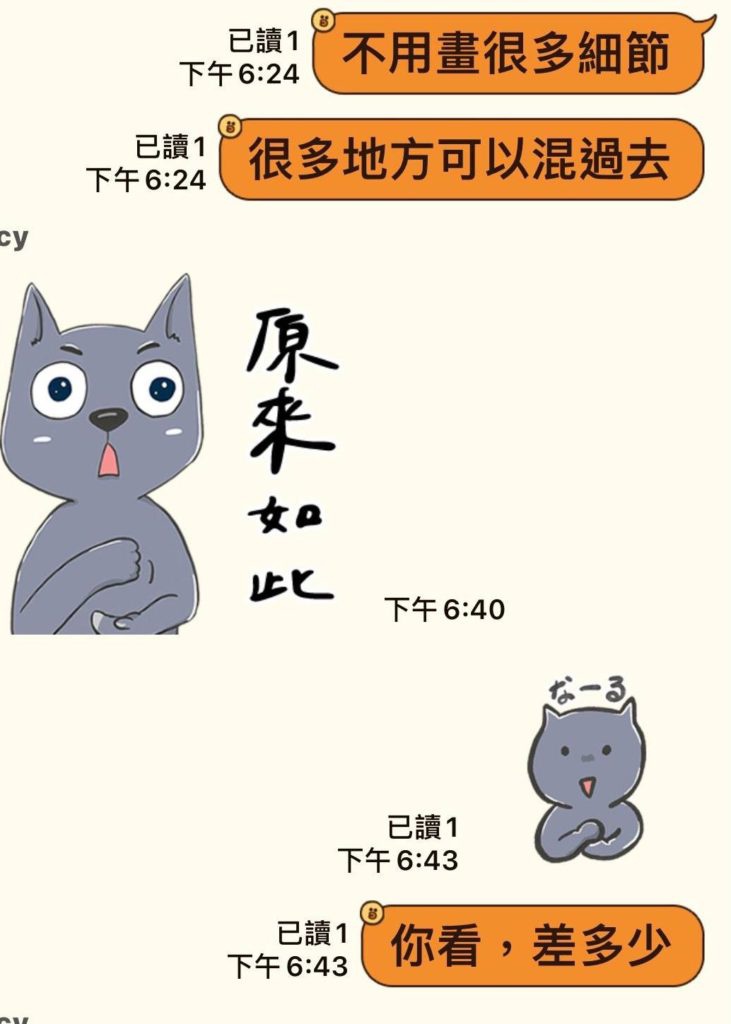 已讀1
下午6:24
不用畫很多細節
已讀1
下午6:24
很多地方可以混過去
cy
原來如此
下午6:40
なーる
已讀1
下午6:43
已讀1
下午6:43
你看，差多少
cy